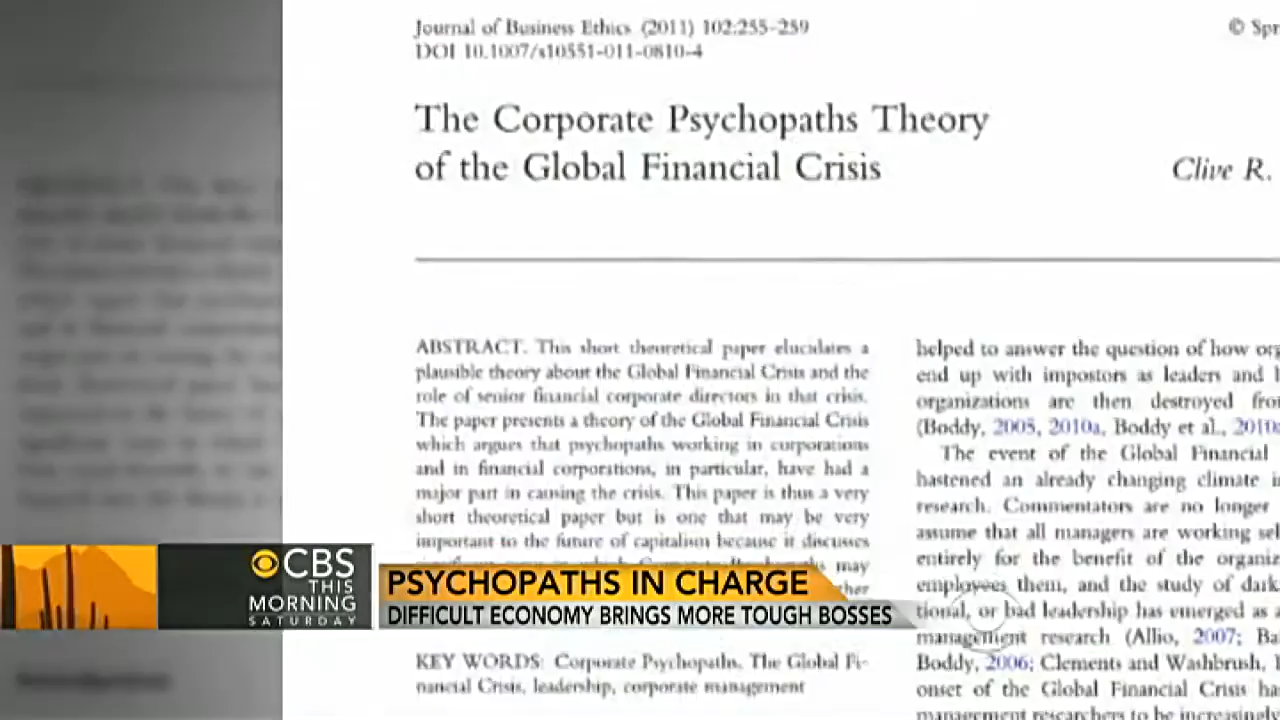 Journal of Business Ethics (2011) 102:255–259
© Spr
DOI 10.1007/s10551-011-0810-4
The Corporate Psychopaths Theory
of the Global Financial Crisis
Clive R.
ABSTRACT. This short theoretical paper elucidates a
plausible theory about the Global Financial Crisis and the
role of senior financial corporate directors in that crisis.
The paper presents a theory of the Global Financial Crisis
which argues that psychopaths working in corporations
and in financial corporations, in particular, have had a
major part in causing the crisis. This paper is thus a very
short theoretical paper but is one that may be very
important to the future of capitalism because it discusses
may
KEY WORDS: Corporate Psychopaths, The Global Fi-
nancial Crisis, leadership, corporate management
helped to answer the question of how org
end up with impostors as leaders and h
organizations are then destroyed fro
(Boddy, 2005, 2010a, Boddy et al., 2010
The event of the Global Financial
hastened an already changing climate i
research. Commentators are no longer
assume that all managers are working sel
entirely for the benefit of the organiz
employees them, and the study of dark
tional, or bad leadership has emerged as a
management research (Allio, 2007; Ba
Boddy, 2006; Clements and Washbrush,
onset of the Global Financial Crisis ha
management researchers to be increasingly
CBS
THIS
MORNING
SATURDAY
PSYCHOPATHS IN CHARGE
DIFFICULT ECONOMY BRINGS MORE TOUGH BOSSES